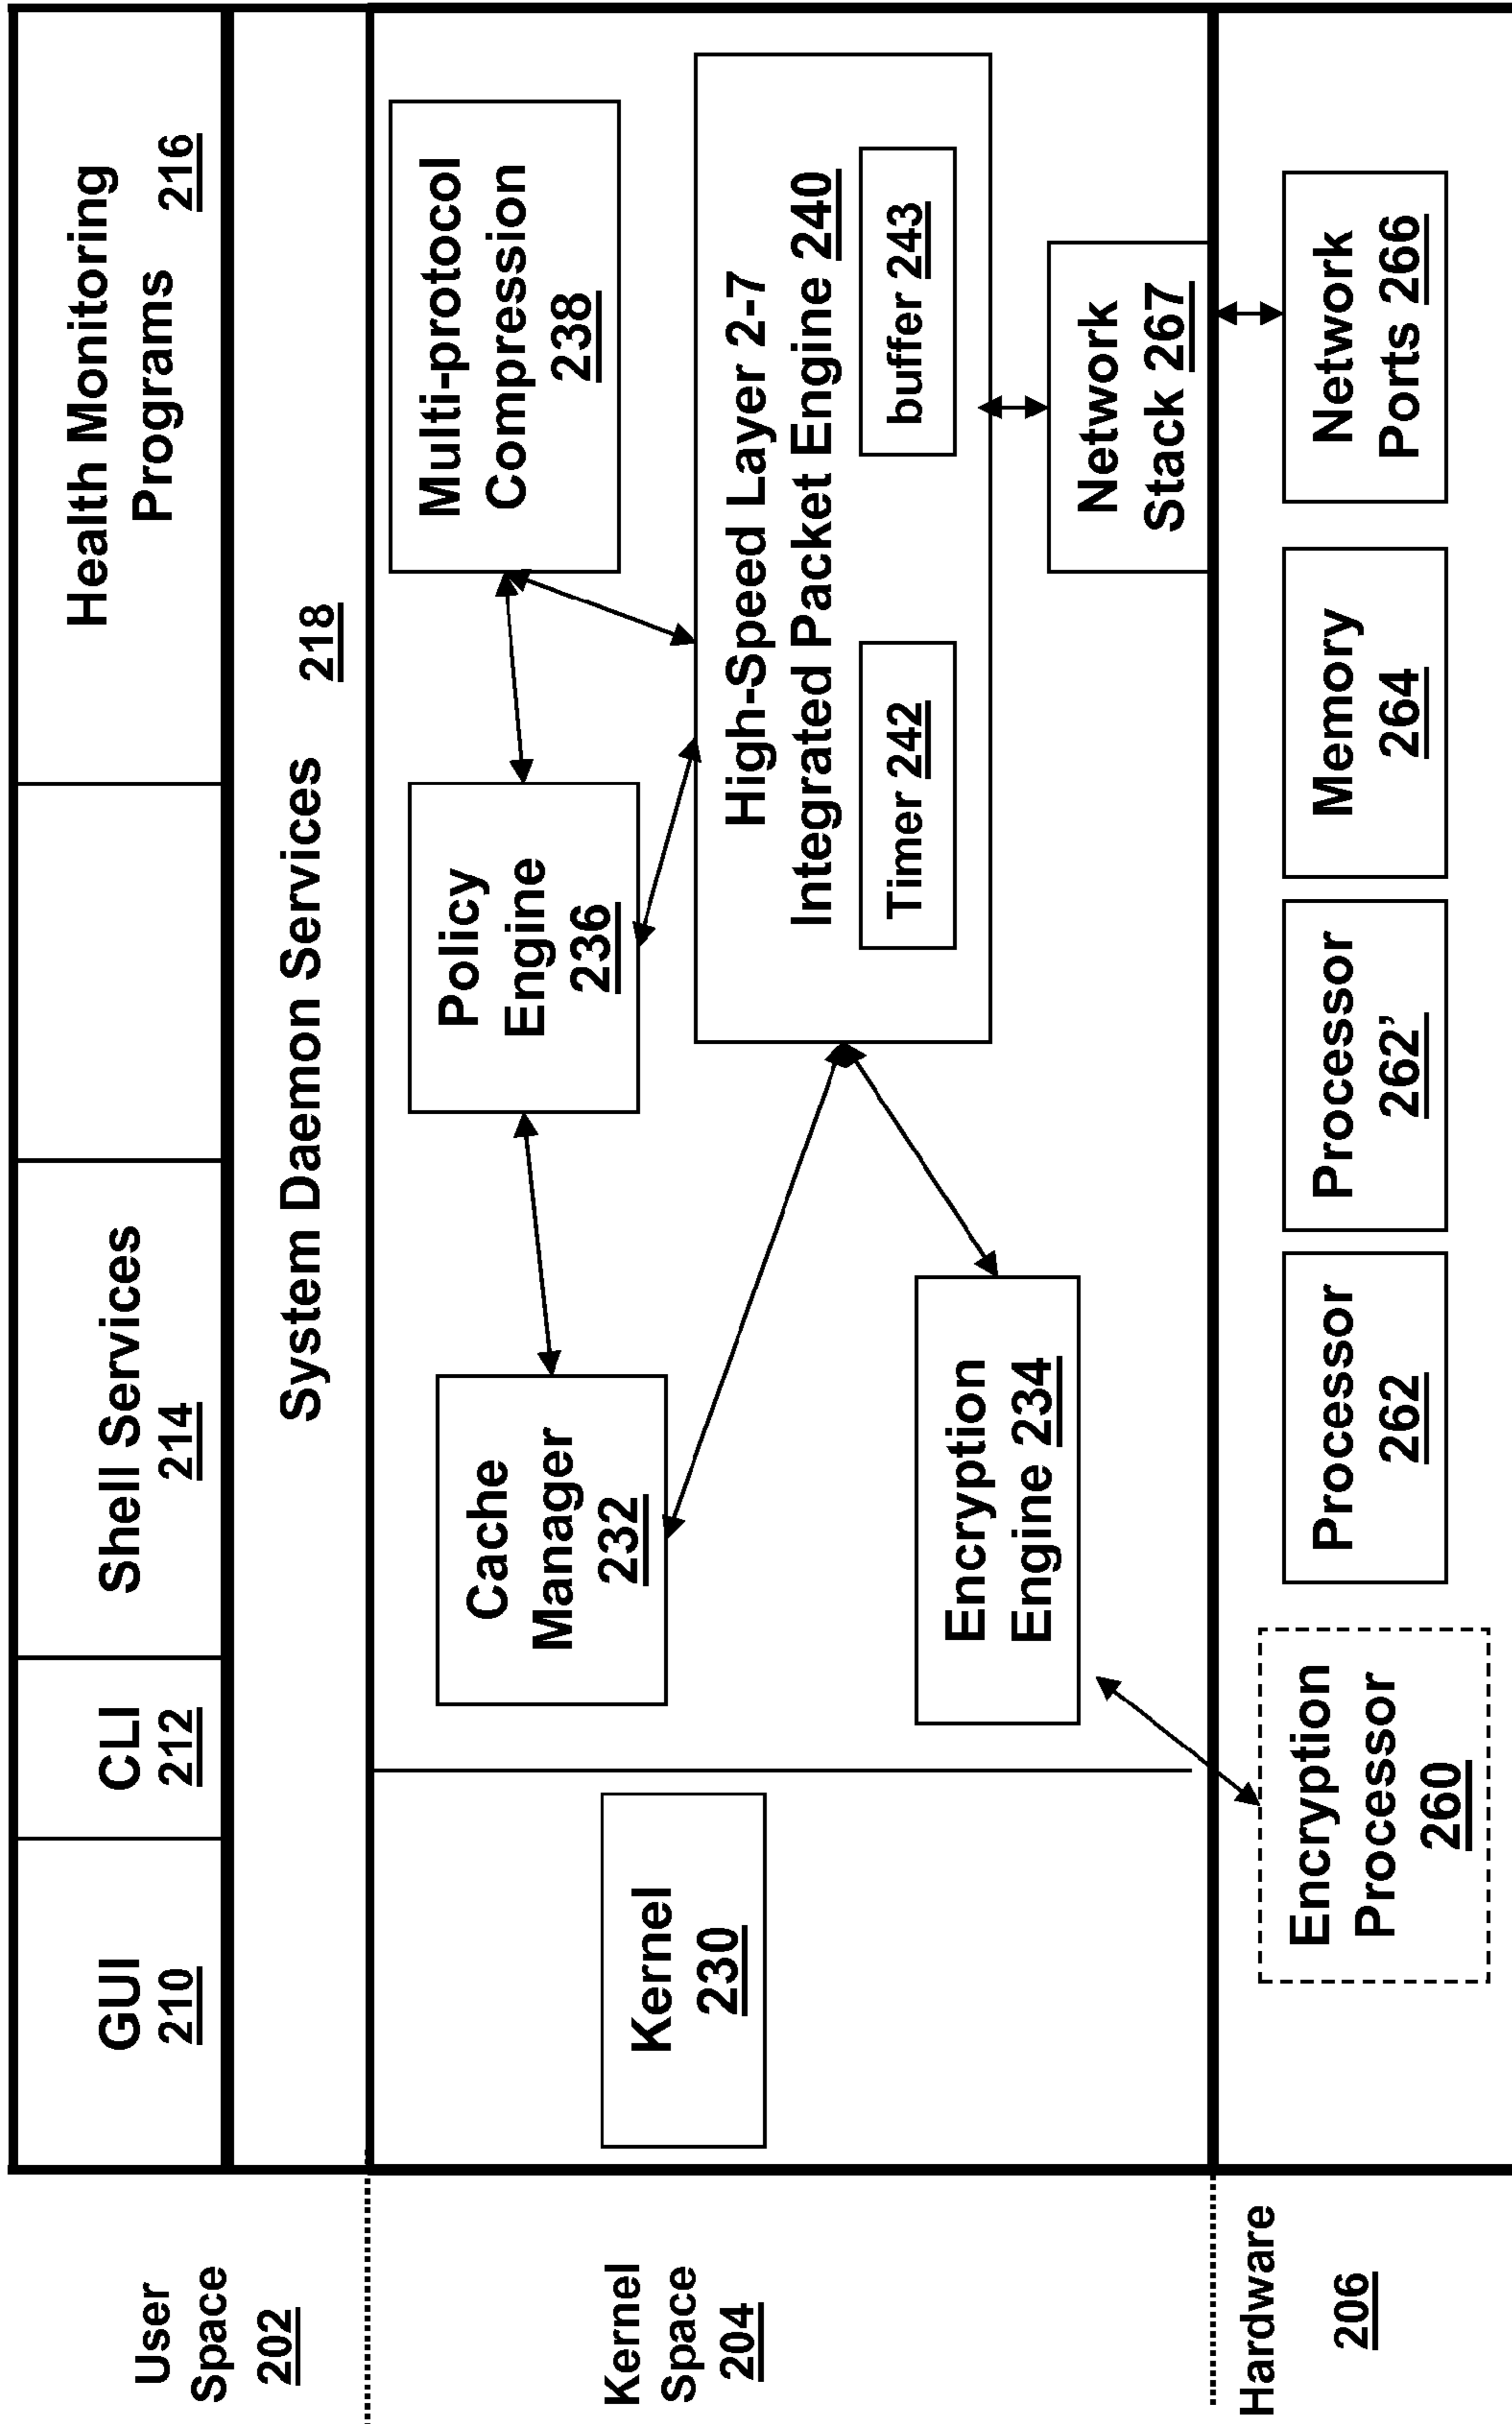 User
Space
202
GUI
210
CLI
212
Shell Services
214
Health Monitoring
Programs 216
System Daemon Services 218
Kernel
Space
204
Kernel
230
Cache
Manager
232
Policy
Engine
236
Multi-protocol
Compression
238
High-Speed Layer 2-7
Integrated Packet Engine 240
Timer 242
buffer 243
Encryption
Engine 234
Network
Stack 267
Hardware
206
Encryption
Processor
260
Processor
262
Processor
262’
Memory
264
Network
Ports 266